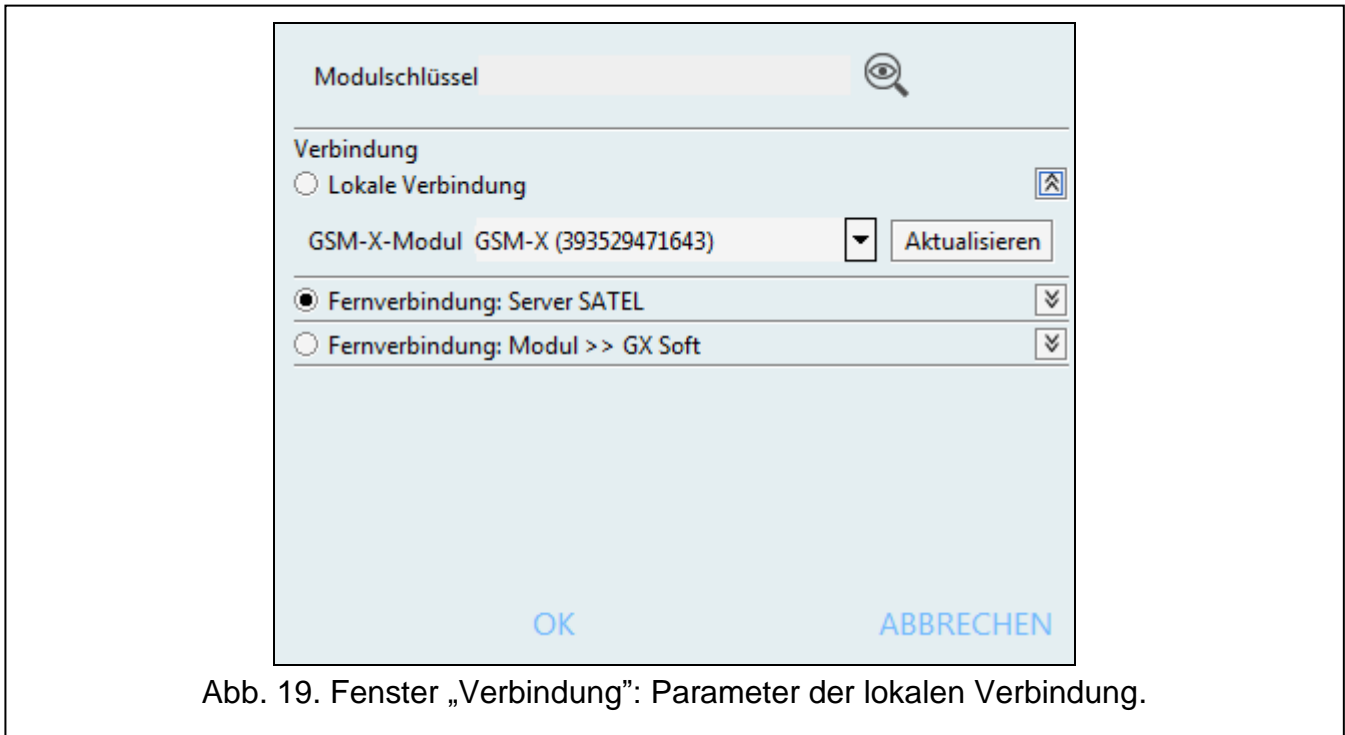 Modulschlüssel
Verbindung
Lokale Verbindung
GSM-X-Modul GSM-X (393529471643) Aktualisieren
Fernverbindung: Server SATEL
Fernverbindung: Modul >> GX Soft
OK ABBRECHEN
Abb. 19. Fenster „Verbindung”: Parameter der lokalen Verbindung.